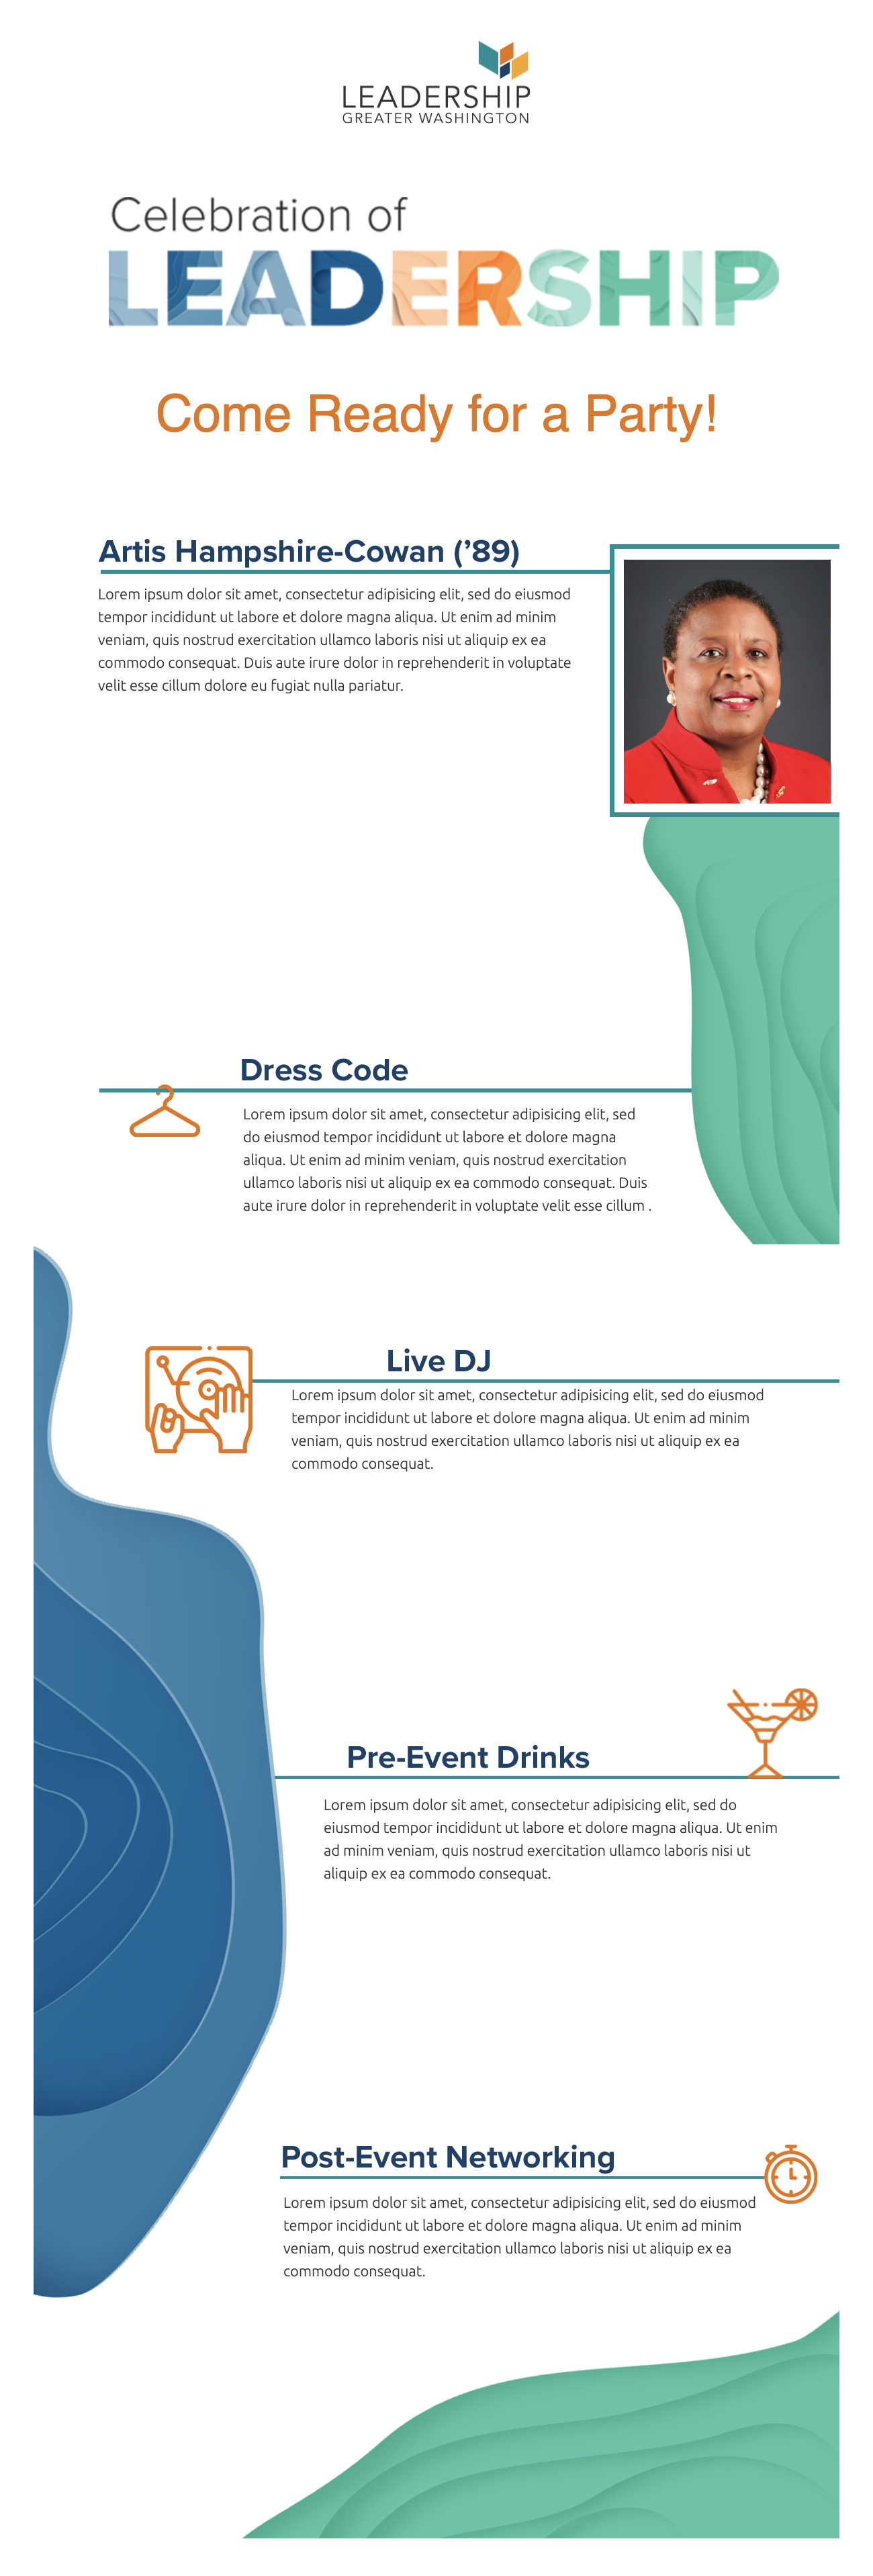 LEADERSHIP
GREATER WASHINGTON
Celebration of
LEADERSHIP
Come Ready for a Party!
Artis Hampshire-Cowan (’89)
Lorem ipsum dolor sit amet, consectetur adipisicing elit, sed do eiusmod
tempor incididunt ut labore et dolore magna aliqua. Ut enim ad minim
veniam, quis nostrud exercitation ullamco laboris nisi ut aliquip ex ea
commodo consequat. Duis aute irure dolor in reprehenderit in voluptate
velit esse cillum dolore eu fugiat nulla pariatur.
Dress Code
Lorem ipsum dolor sit amet, consectetur adipisicing elit, sed
do eiusmod tempor incididunt ut labore et dolore magna
aliqua. Ut enim ad minim veniam, quis nostrud exercitation
ullamco laboris nisi ut aliquip ex ea commodo consequat. Duis
aute irure dolor in reprehenderit in voluptate velit esse cillum .
Live DJ
Lorem ipsum dolor sit amet, consectetur adipisicing elit, sed do eiusmod
tempor incididunt ut labore et dolore magna aliqua. Ut enim ad minim
veniam, quis nostrud exercitation ullamco laboris nisi ut aliquip ex ea
commodo consequat.
Pre-Event Drinks
Lorem ipsum dolor sit amet, consectetur adipisicing elit, sed do
eiusmod tempor incididunt ut labore et dolore magna aliqua. Ut enim
ad minim veniam, quis nostrud exercitation ullamco laboris nisi ut
aliquip ex ea commodo consequat.
Post-Event Networking
Lorem ipsum dolor sit amet, consectetur adipisicing elit, sed do eiusmod
tempor incididunt ut labore et dolore magna aliqua. Ut enim ad minim
veniam, quis nostrud exercitation ullamco laboris nisi ut aliquip ex ea
commodo consequat.